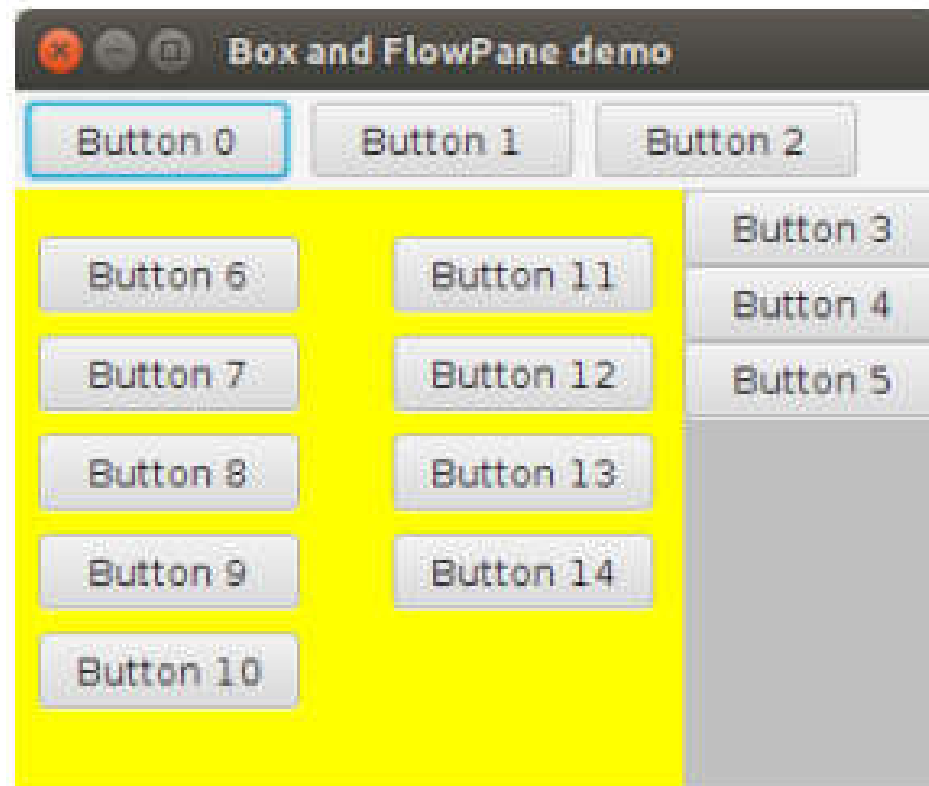 Box and FlowPane demo
Button 0 Button 1 Button 2
Button 6
Button 7
Button 8
Button 9
Button 10
Button 11
Button 12
Button 13
Button 14
Button 3
Button 4
Button 5